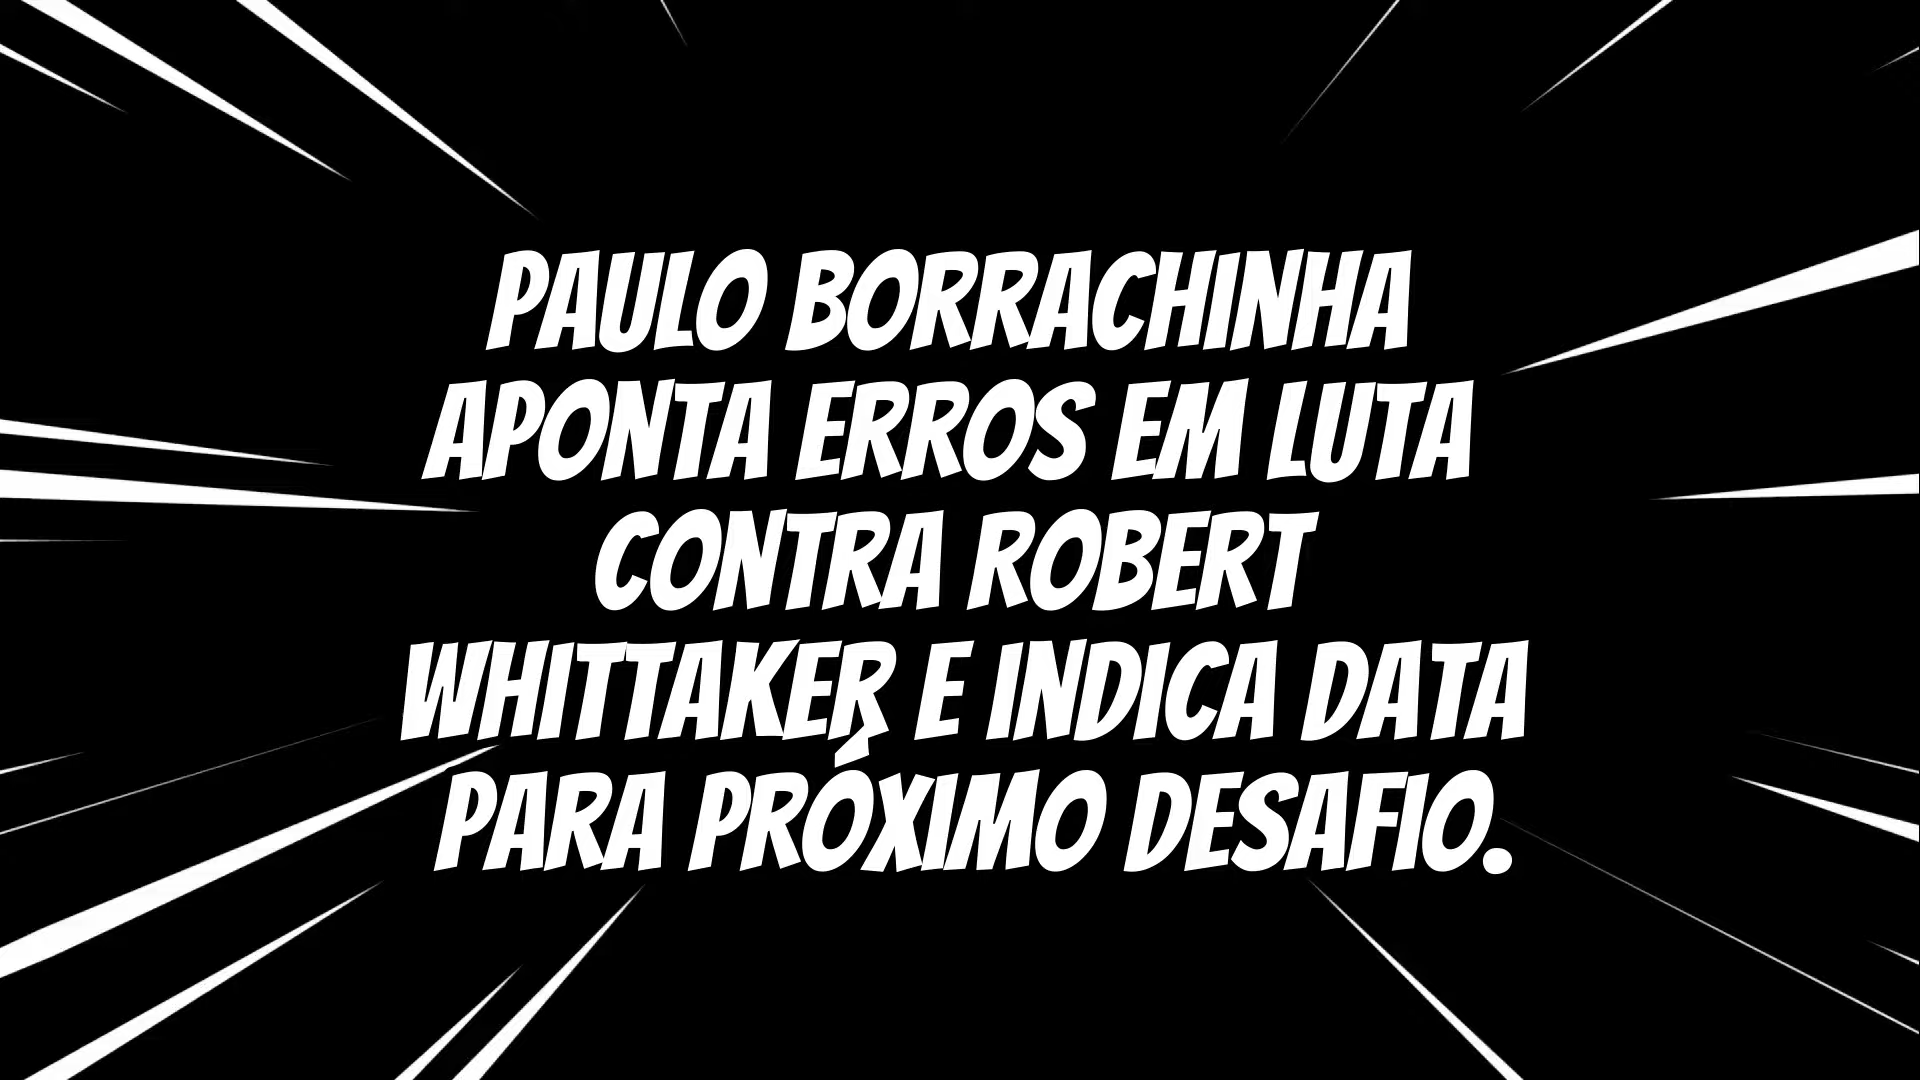 PAULO BORRACHINHA
APONTA ERROS EM LUTA
CONTRA ROBERT
WHITTAKER E INDICA DATA
PARA PRÓXIMO DESAFIO.